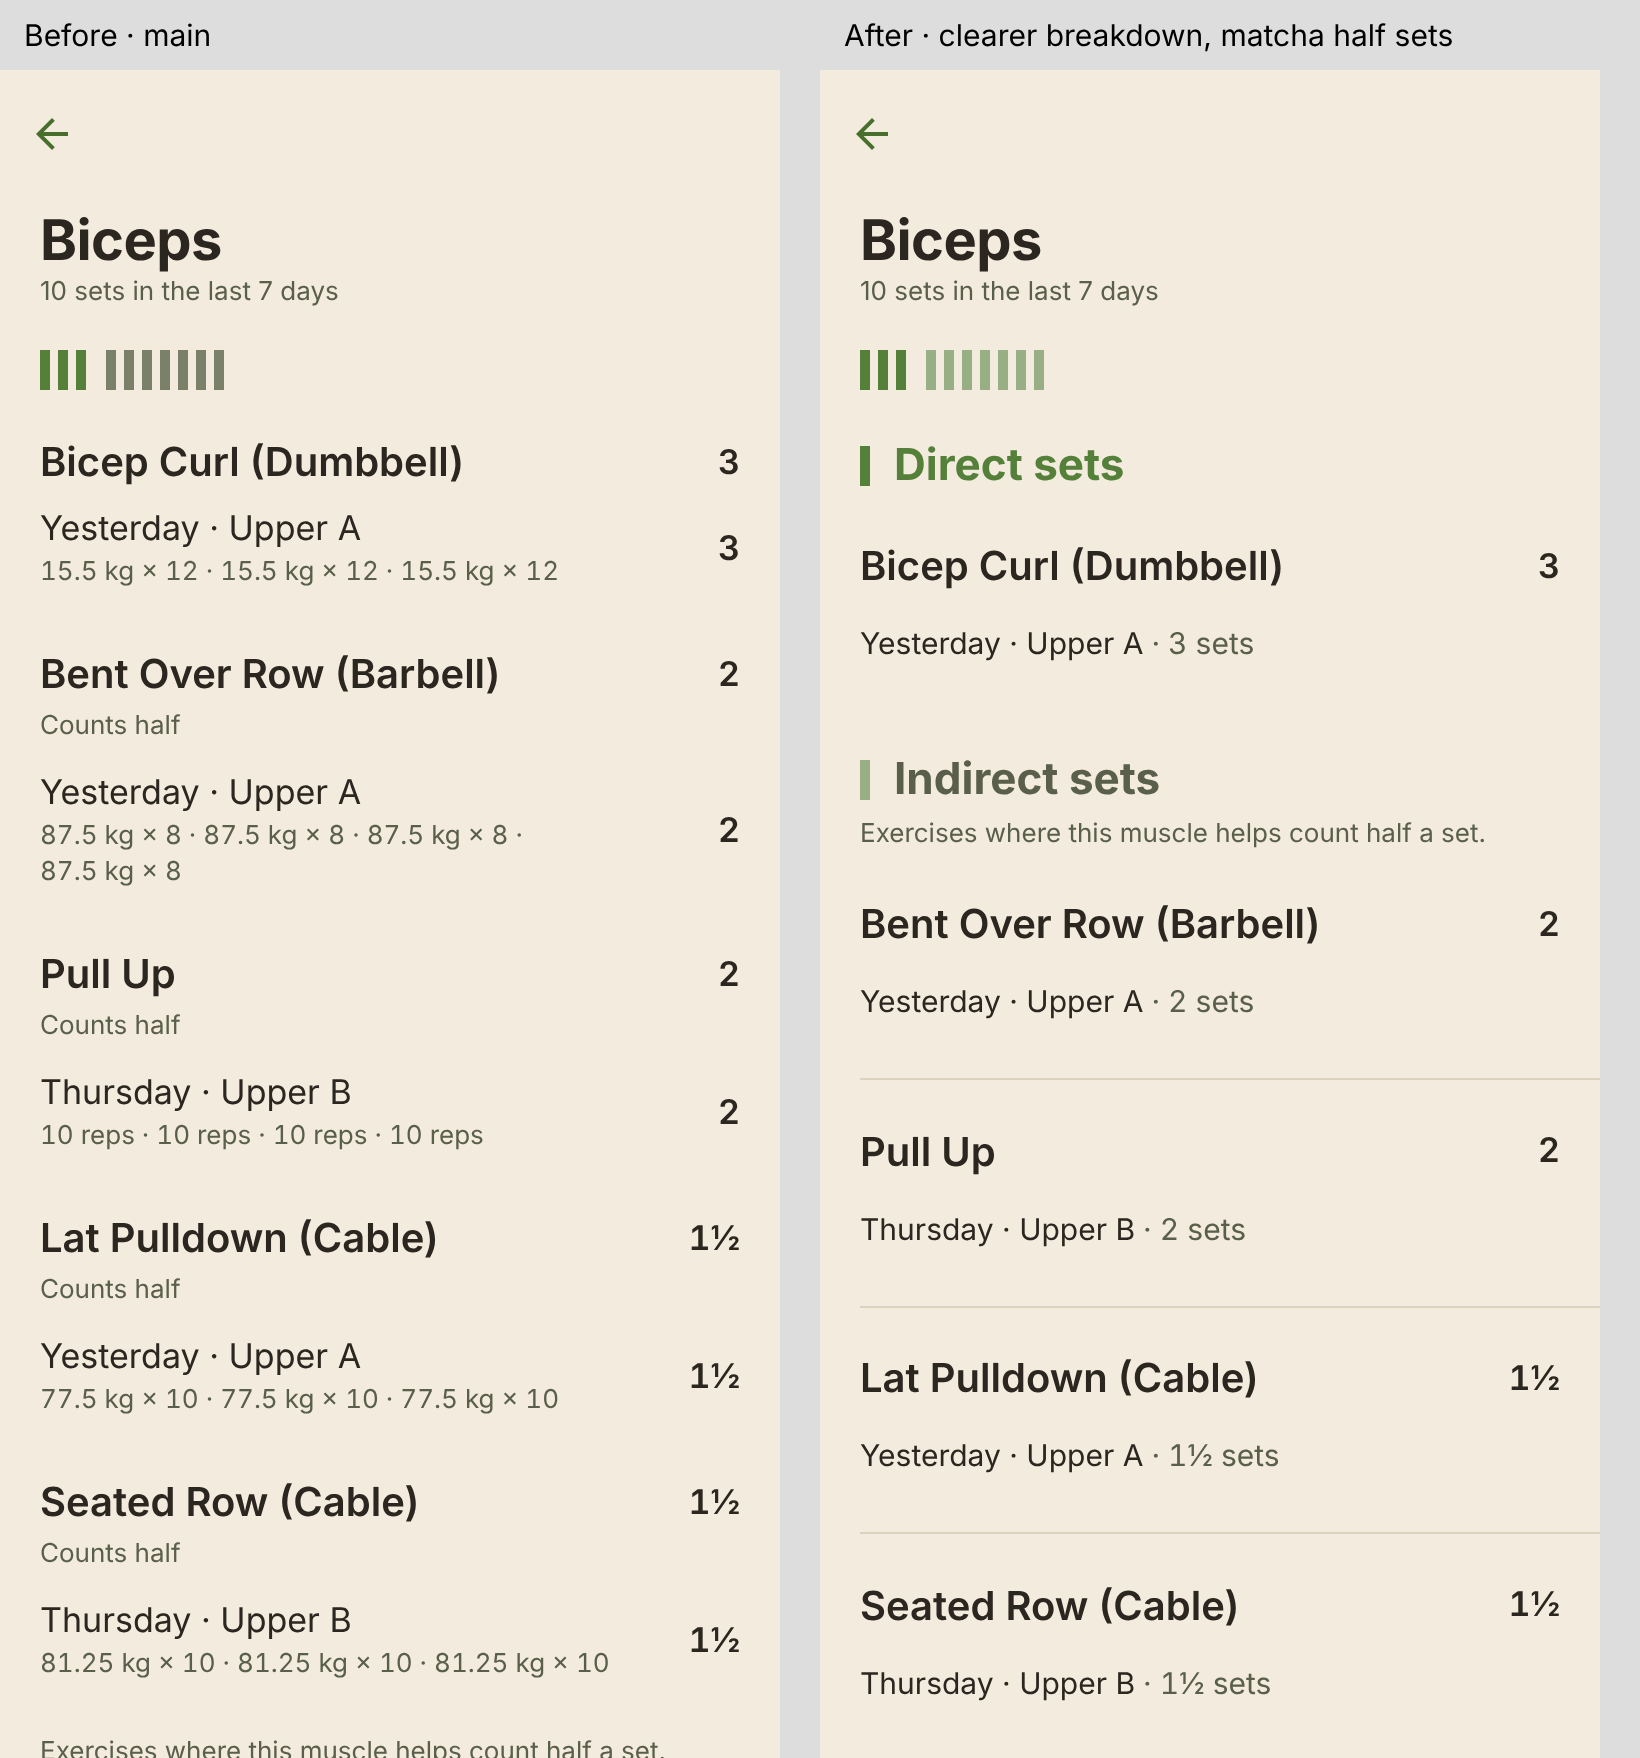 Before · main
Biceps
10 sets in the last 7 days
Bicep Curl (Dumbbell) 3
Yesterday · Upper A 3
15.5 kg × 12 · 15.5 kg × 12 · 15.5 kg × 12
Bent Over Row (Barbell) 2
Counts half
Yesterday · Upper A
87.5 kg × 8 · 87.5 kg × 8 · 87.5 kg × 8 · 2
87.5 kg × 8
Pull Up 2
Counts half
Thursday · Upper B 2
10 reps · 10 reps · 10 reps · 10 reps
Lat Pulldown (Cable) 1½
Counts half
Yesterday · Upper A 1½
77.5 kg × 10 · 77.5 kg × 10 · 77.5 kg × 10
Seated Row (Cable) 1½
Counts half
Thursday · Upper B 1½
81.25 kg × 10 · 81.25 kg × 10 · 81.25 kg × 10
Exercises where this muscle helps count half a set.
After · clearer breakdown, matcha half sets
Biceps
10 sets in the last 7 days
Direct sets
Bicep Curl (Dumbbell) 3
Yesterday · Upper A · 3 sets
Indirect sets
Exercises where this muscle helps count half a set.
Bent Over Row (Barbell) 2
Yesterday · Upper A · 2 sets
Pull Up 2
Thursday · Upper B · 2 sets
Lat Pulldown (Cable) 1½
Yesterday · Upper A · 1½ sets
Seated Row (Cable) 1½
Thursday · Upper B · 1½ sets